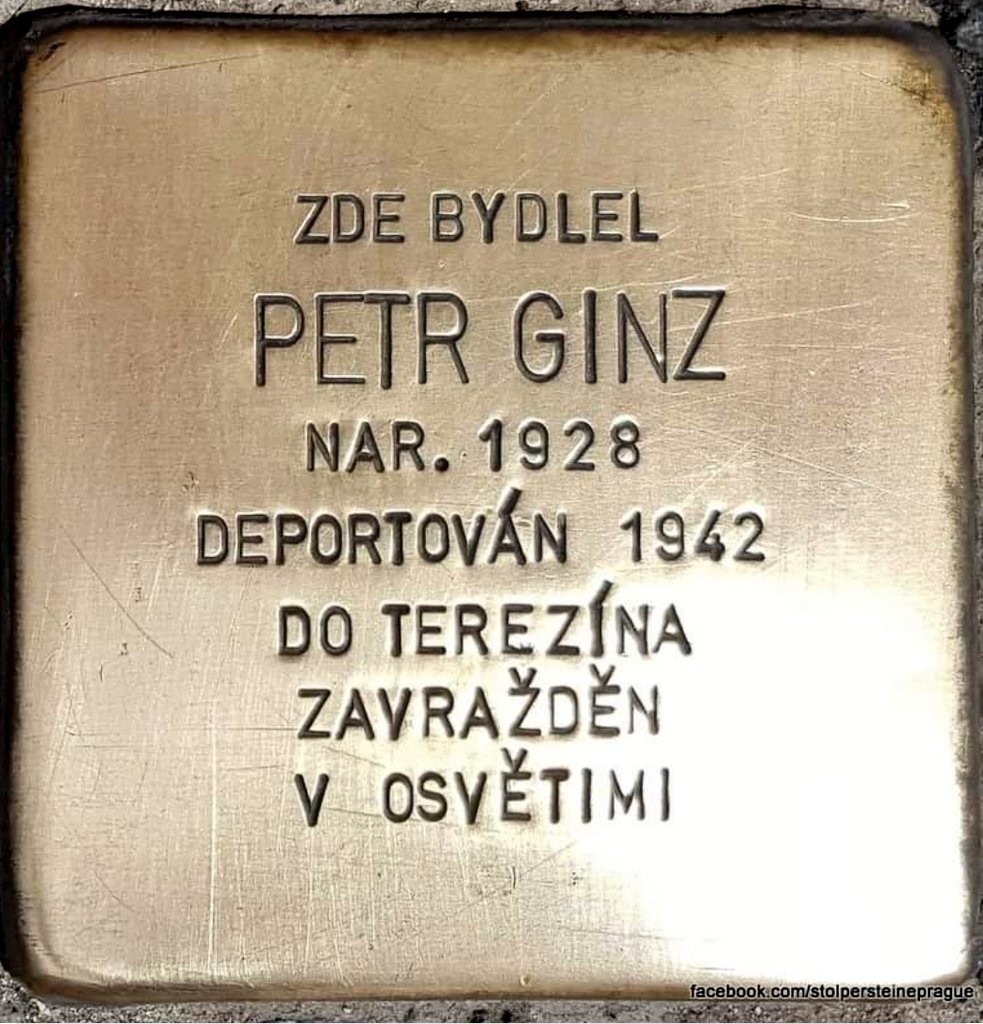 ZDE BYDLEL
PETR GINZ
NAR. 1928
DEPORTOVÁN 1942
DO TEREZÍNA
ZAVRAŽDĚN
V OSVĚTIMI
facebook.com/stolpersteineprague